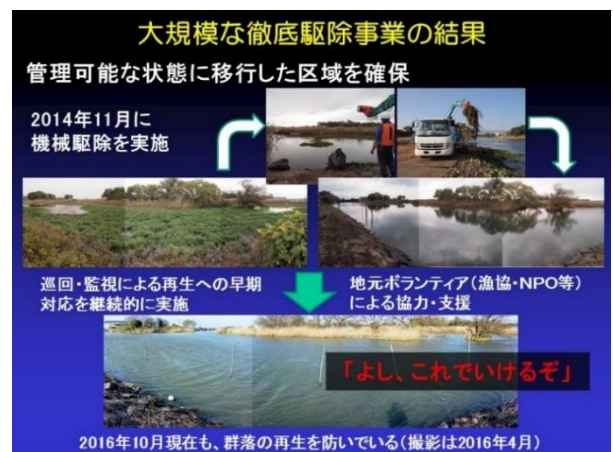 大規模な徹底駆除事業の結果
管理可能な状態に移行した区域を確保
2014年11月に
機械駆除を実施
巡回・監視による再生への早期
対応を継続的に実施
地元ボランティア(漁協・NPO等)
による協力・支援
「よし、これでいけるぞ」
2016年10月現在も、群落の再生を防いでいる(撮影は2016年4月)